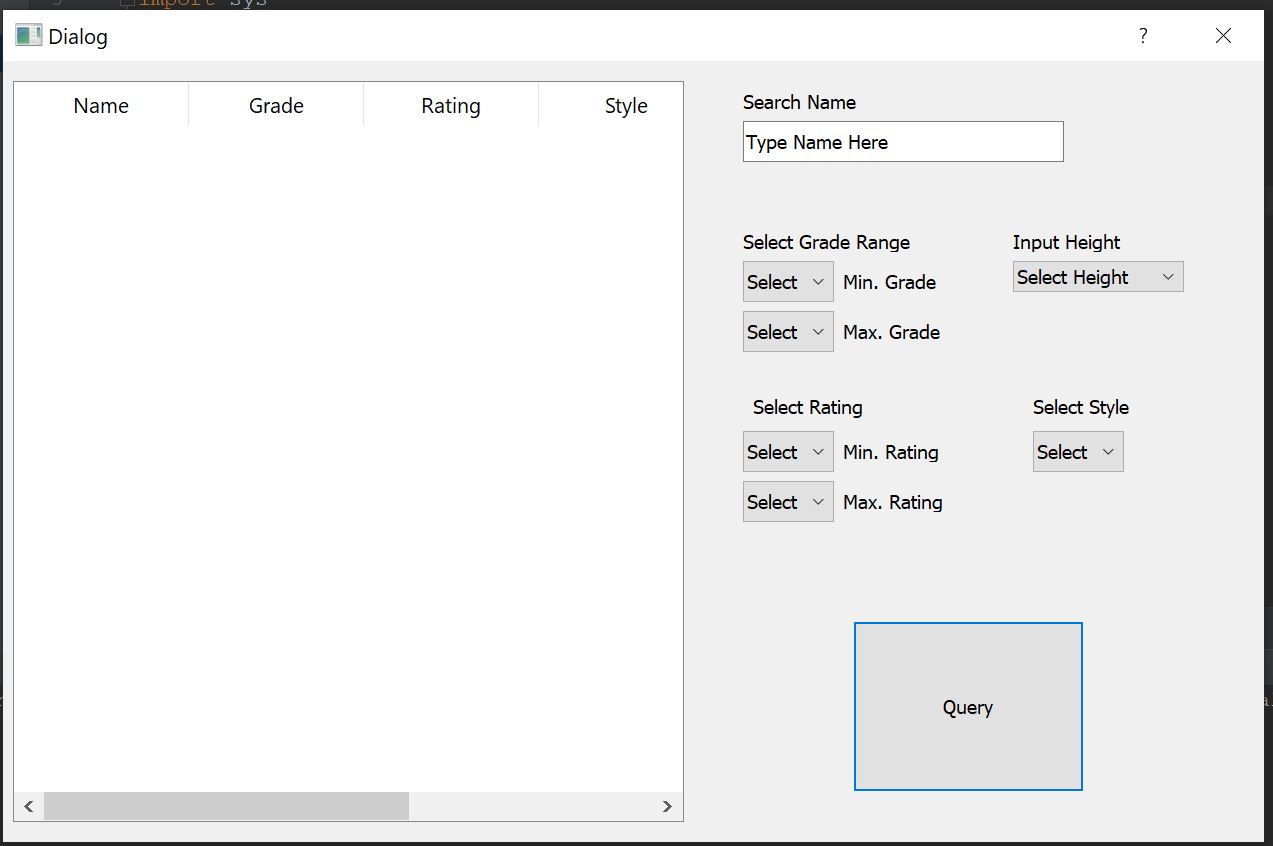 import sys
Dialog
?
Name Grade Rating Style
Search Name
Type Name Here
Select Grade Range
Input Height
Select Min. Grade
Select Height
Select Max. Grade
Select Rating
Select Style
Select Min. Rating
Select
Select Max. Rating
Query